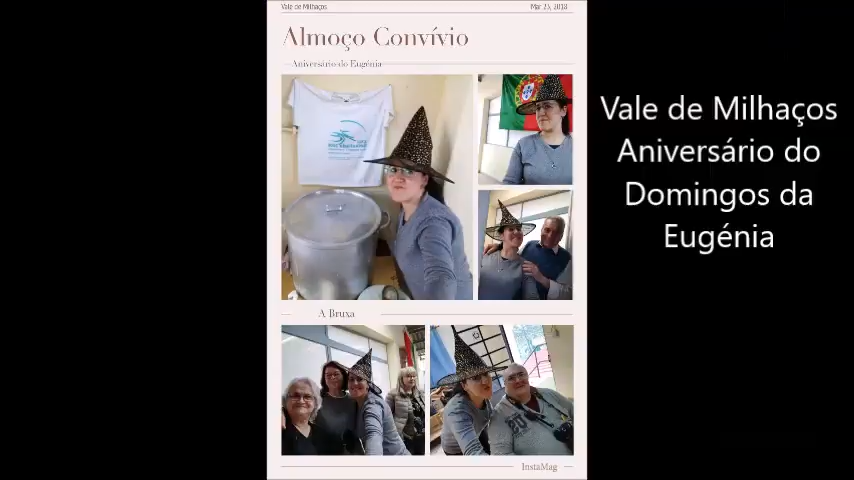 Vale de Milhaços
Mar 25, 2018
Almoço Convívio
Aniversário do Eugénia
A Bruxa
InstaMag
Vale de Milhaços
Aniversário do
Domingos da
Eugénia